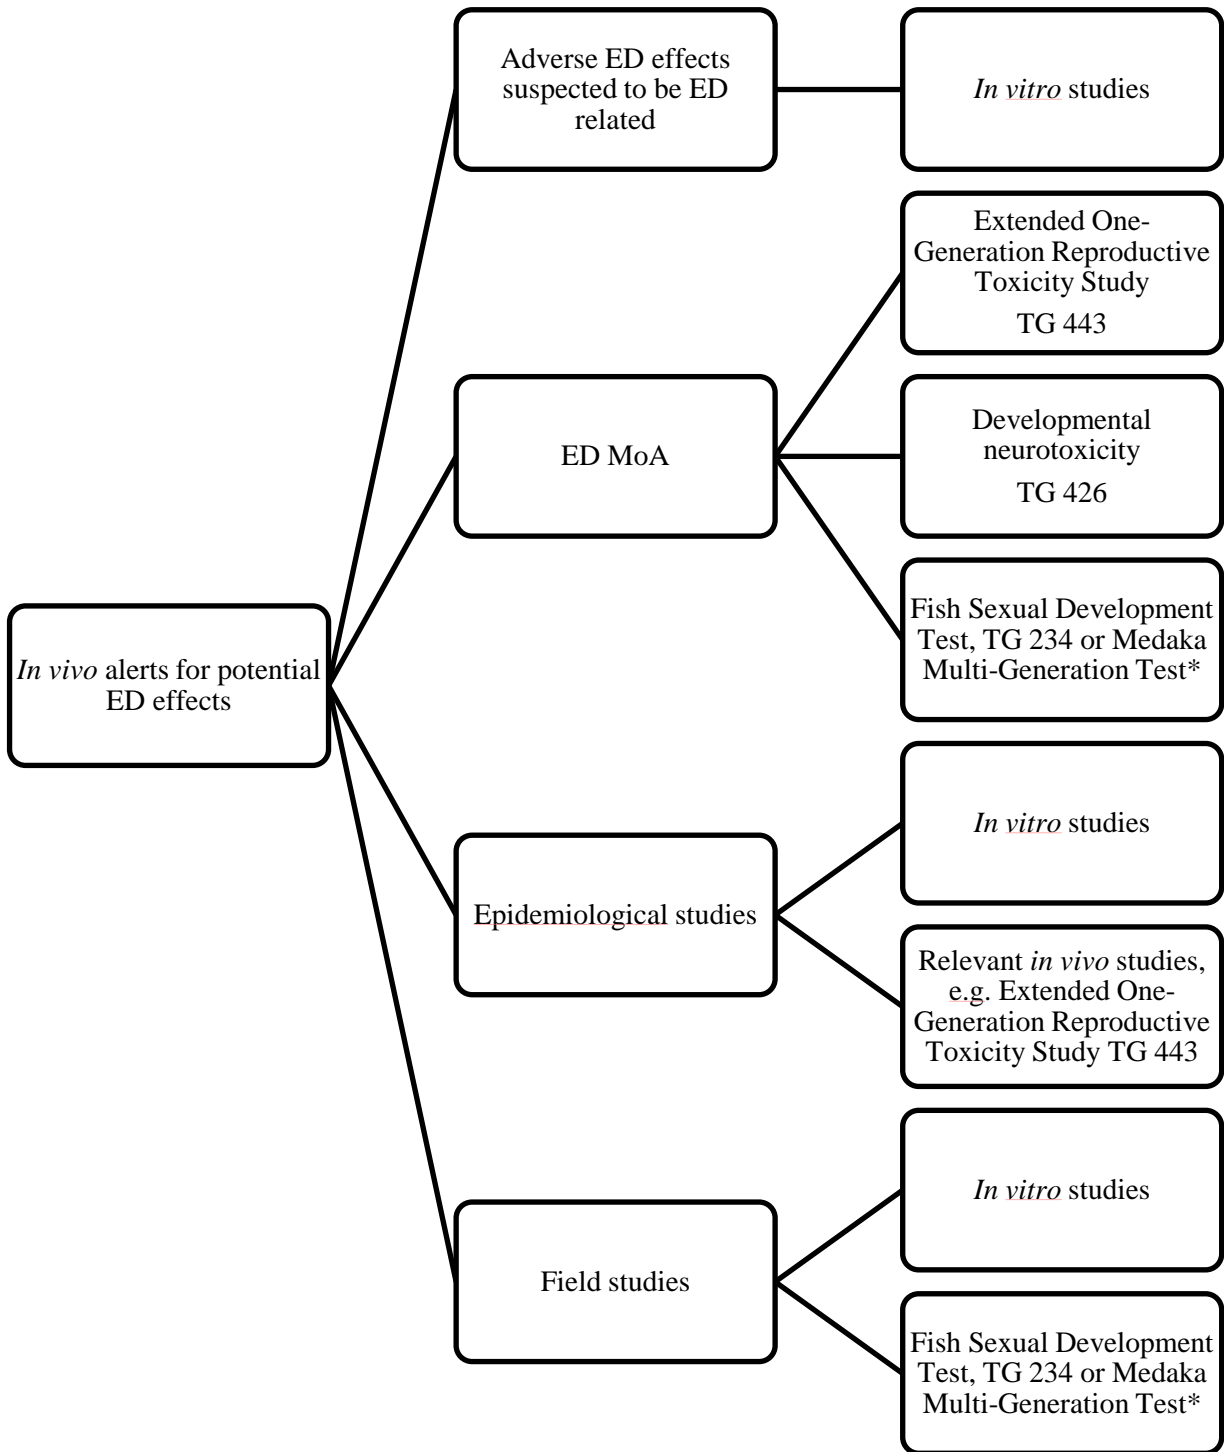 Adverse ED effects
suspected to be ED
related
In vitro studies
Extended One-
Generation Reproductive
Toxicity Study
TG 443
ED MoA
Developmental
neurotoxicity
TG 426
Fish Sexual Development
Test, TG 234 or Medaka
Multi-Generation Test*
In vivo alerts for potential
ED effects
In vitro studies
Epidemiological studies
Relevant in vivo studies,
e.g. Extended One-
Generation Reproductive
Toxicity Study TG 443
In vitro studies
Field studies
Fish Sexual Development
Test, TG 234 or Medaka
Multi-Generation Test*